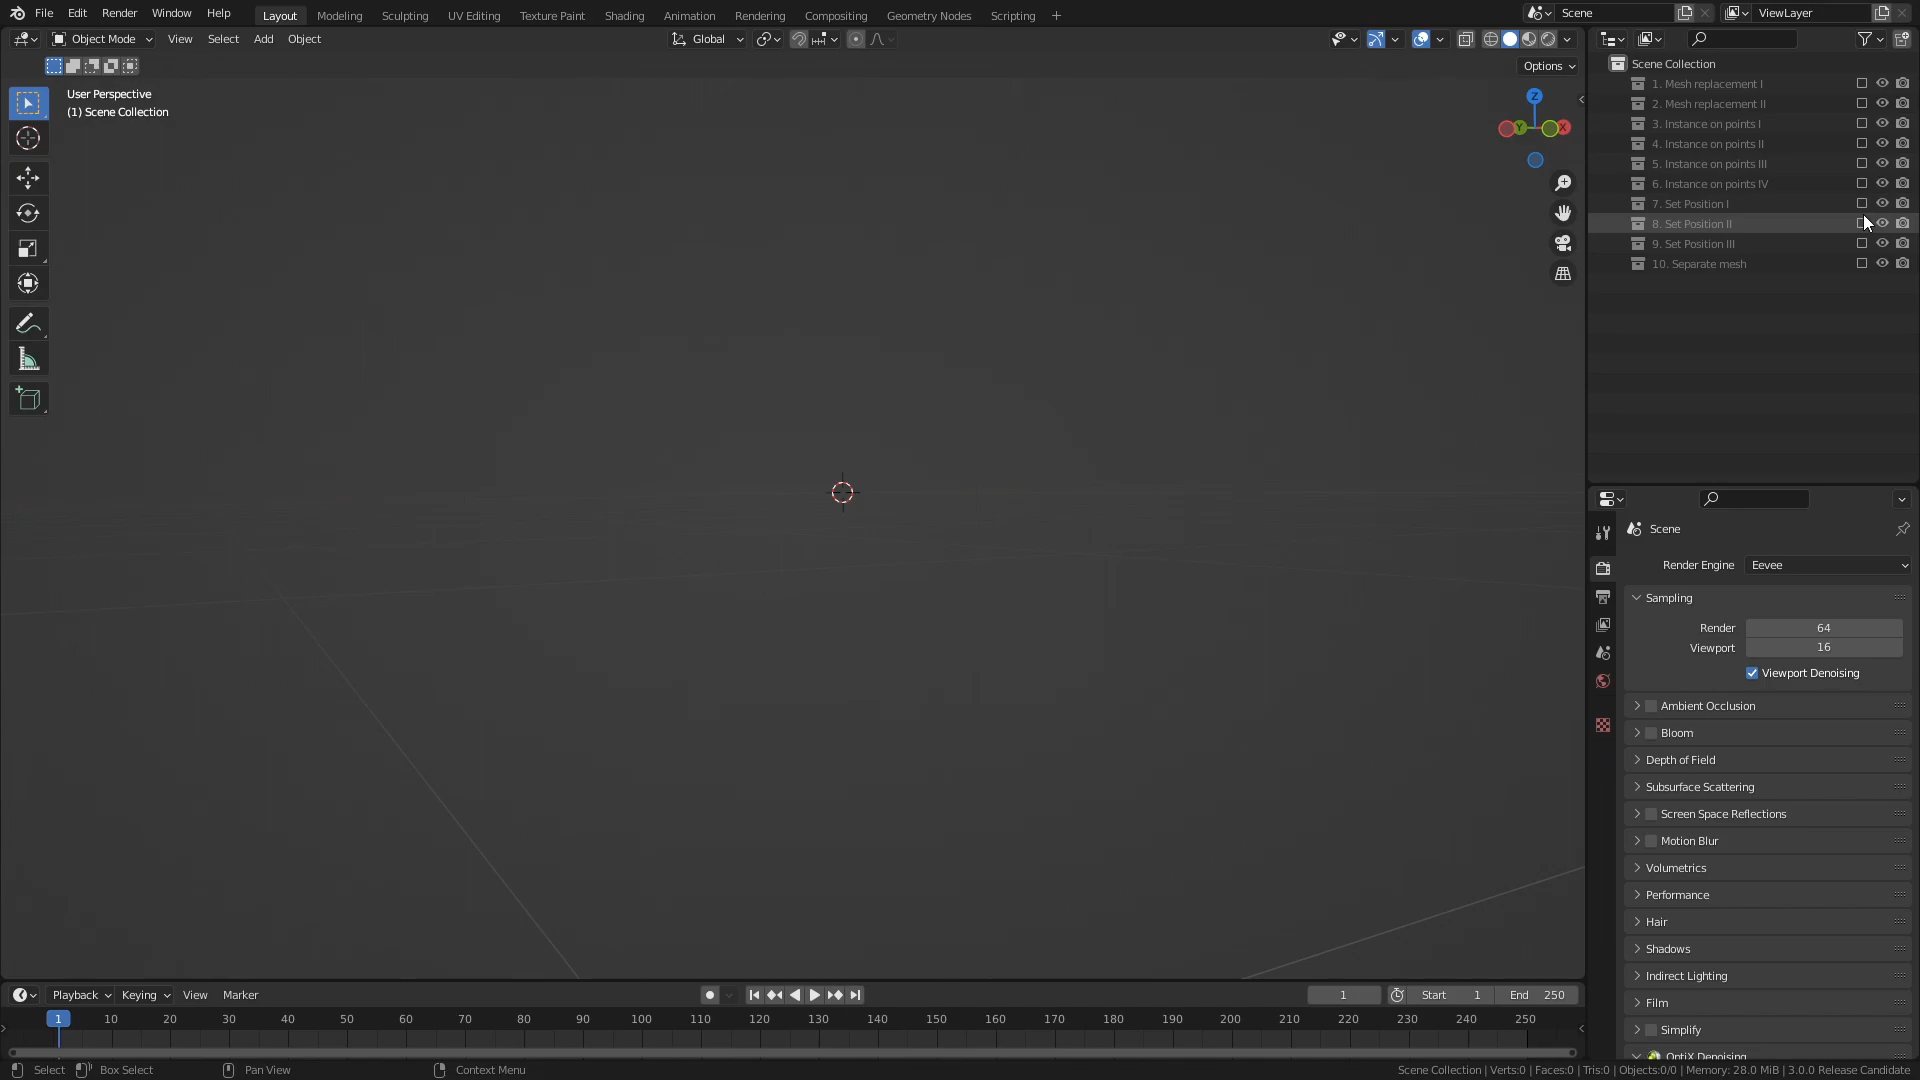 File Edit Render Window Help Layout Modeling Sculpting UV Editing Texture Paint Shading Animation Rendering Compositing Geometry Nodes Scripting + Scene ViewLayer
Object Mode View Select Add Object Global
Options
User Perspective
(1) Scene Collection
Z
Y X
Scene Collection
1. Mesh replacement I
2. Mesh replacement II
3. Instance on points I
4. Instance on points II
5. Instance on points III
6. Instance on points IV
7. Set Position I
8. Set Position II
9. Set Position III
10. Separate mesh
Scene
Render Engine Eevee
Sampling
Render 64
Viewport 16
Viewport Denoising
Ambient Occlusion
Bloom
Depth of Field
Subsurface Scattering
Screen Space Reflections
Motion Blur
Volumetrics
Performance
Hair
Shadows
Indirect Lighting
Film
Simplify
OptiX Denoising
Playback Keying View Marker 1 Start 1 End 250
1 10 20 30 40 50 60 70 80 90 100 110 120 130 140 150 160 170 180 190 200 210 220 230 240 250
Select Box Select Pan View Context Menu Scene Collection | Verts:0 | Faces:0 | Tris:0 | Objects:0/0 | Memory: 28.0 MiB | 3.0.0 Release Candidate